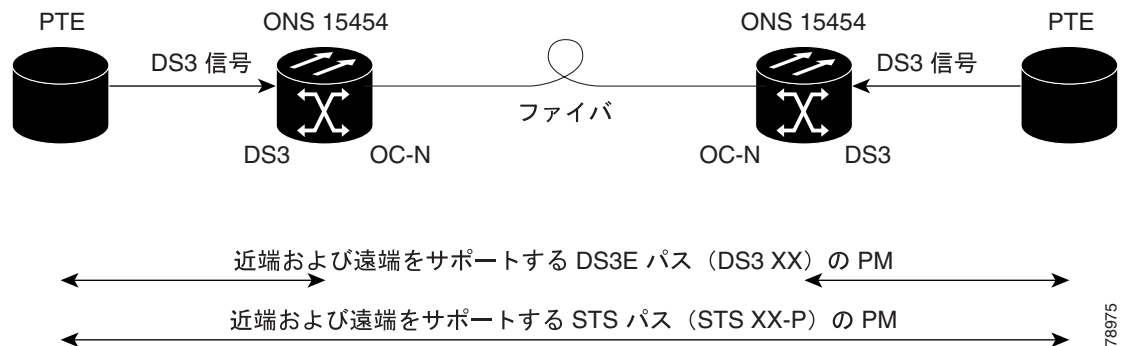 PTE ONS 15454 ONS 15454 PTE
DS3 信号 DS3 信号
ファイバ
DS3 OC-N OC-N DS3
近端および遠端をサポートする DS3E パス（DS3 XX）の PM
近端および遠端をサポートする STS パス（STS XX-P）の PM
78975